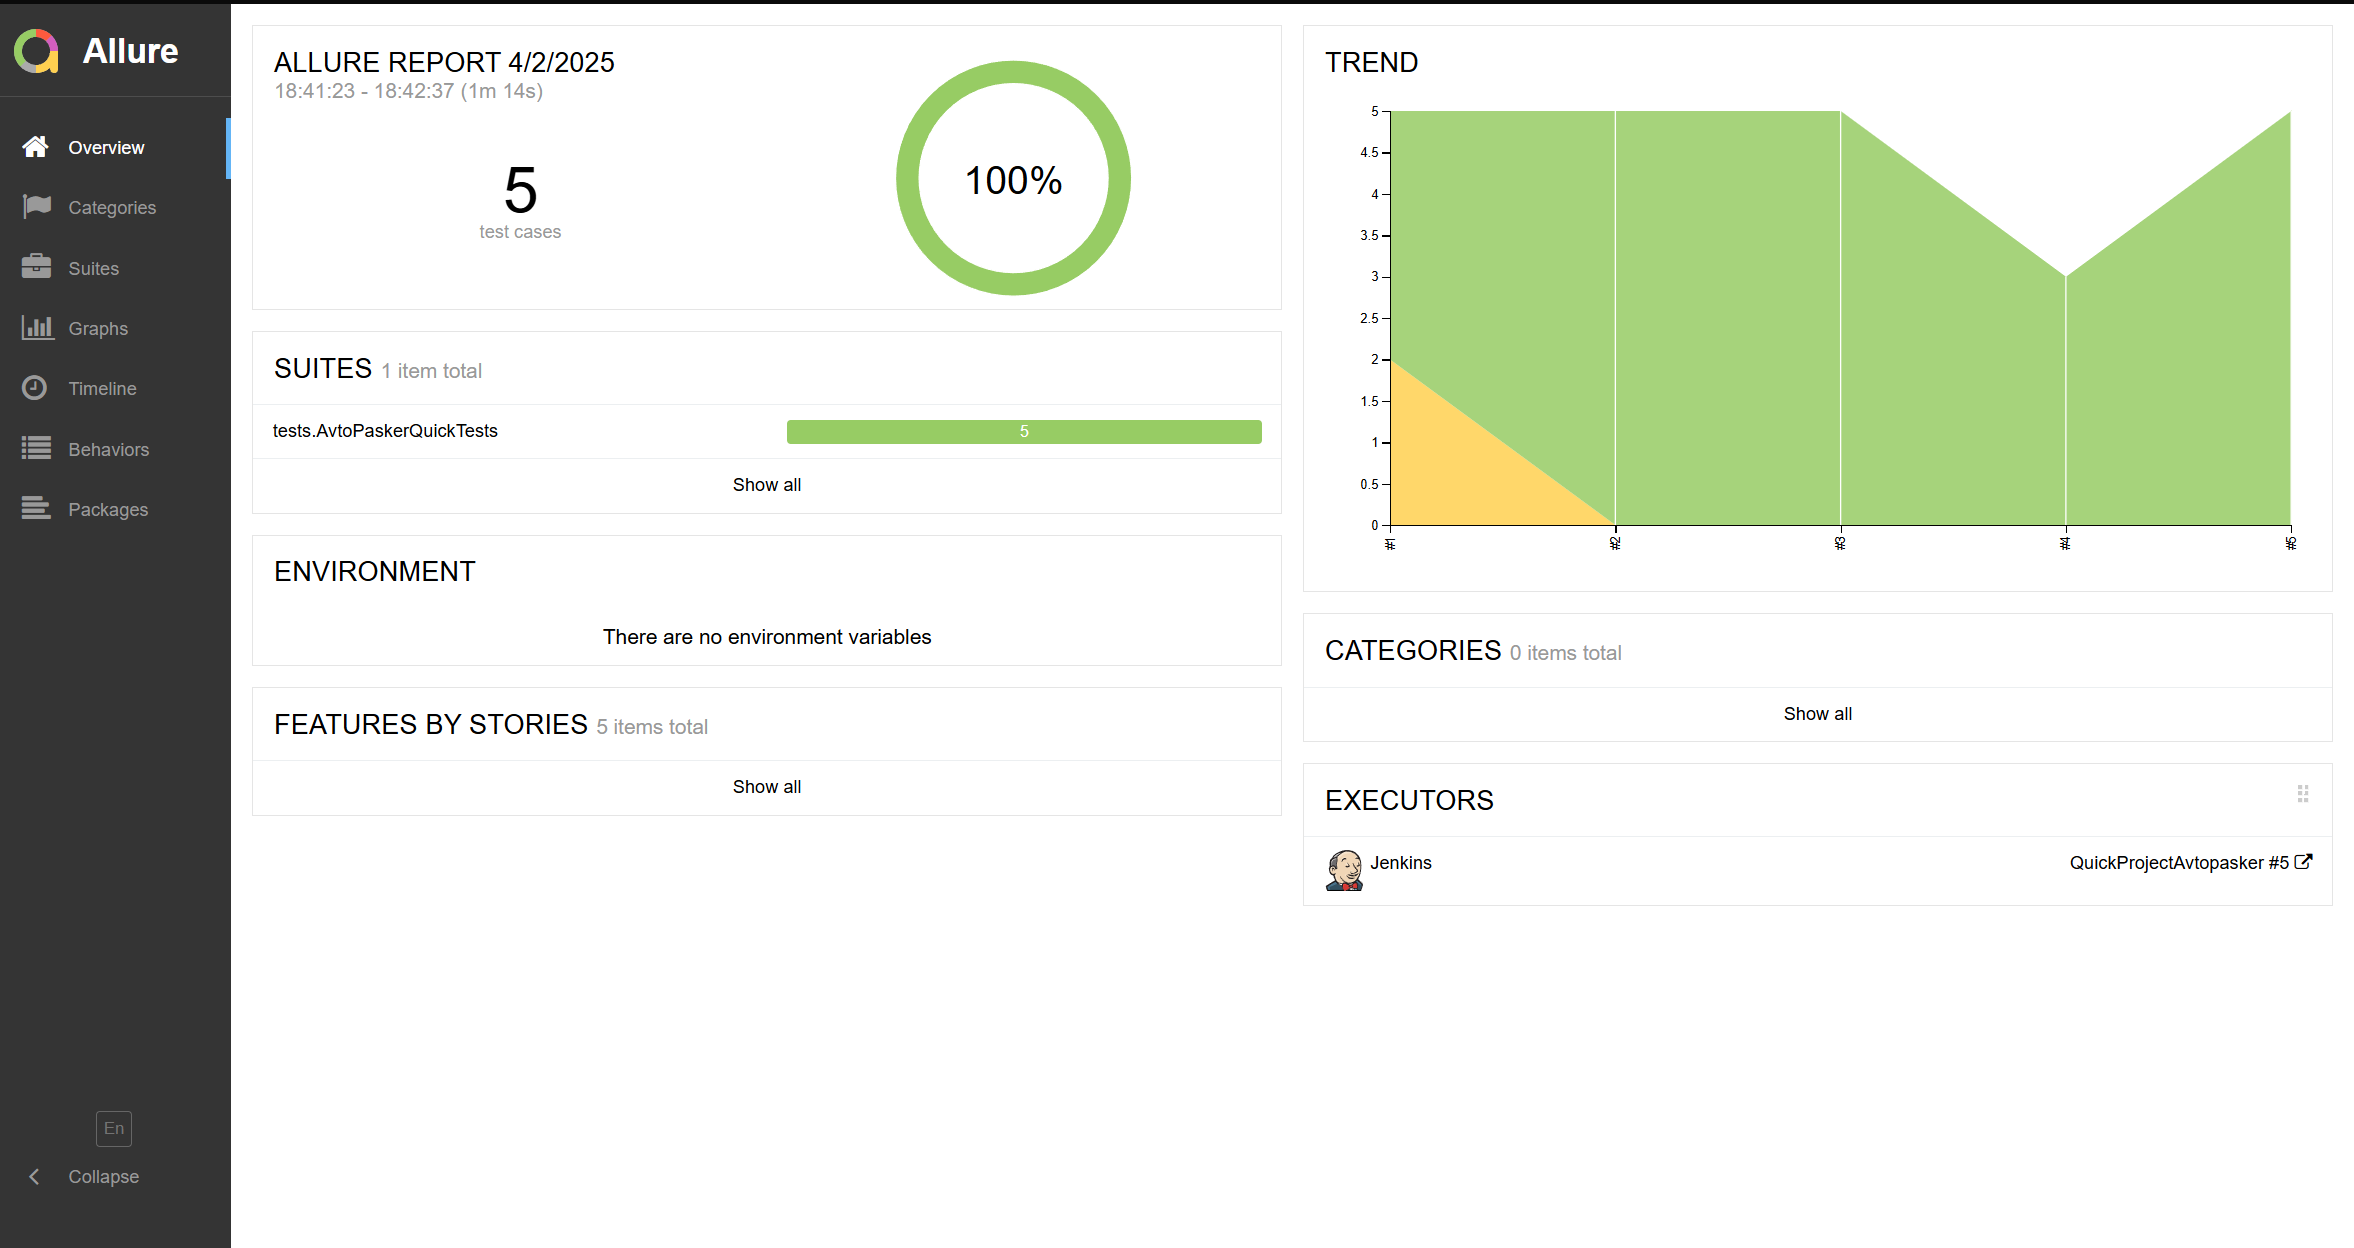 Allure
Overview
Categories
Suites
Graphs
Timeline
Behaviors
Packages
En
Collapse
ALLURE REPORT 4/2/2025
18:41:23 - 18:42:37 (1m 14s)
5
test cases
100%
SUITES 1 item total
tests.AvtoPaskerQuickTests
5
Show all
ENVIRONMENT
There are no environment variables
FEATURES BY STORIES 5 items total
Show all
TREND
5
4.5
4
3.5
3
2.5
2
1.5
1
0.5
0
#1
#2
#3
#4
#5
CATEGORIES 0 items total
Show all
EXECUTORS
Jenkins
QuickProjectAvtopasker #5